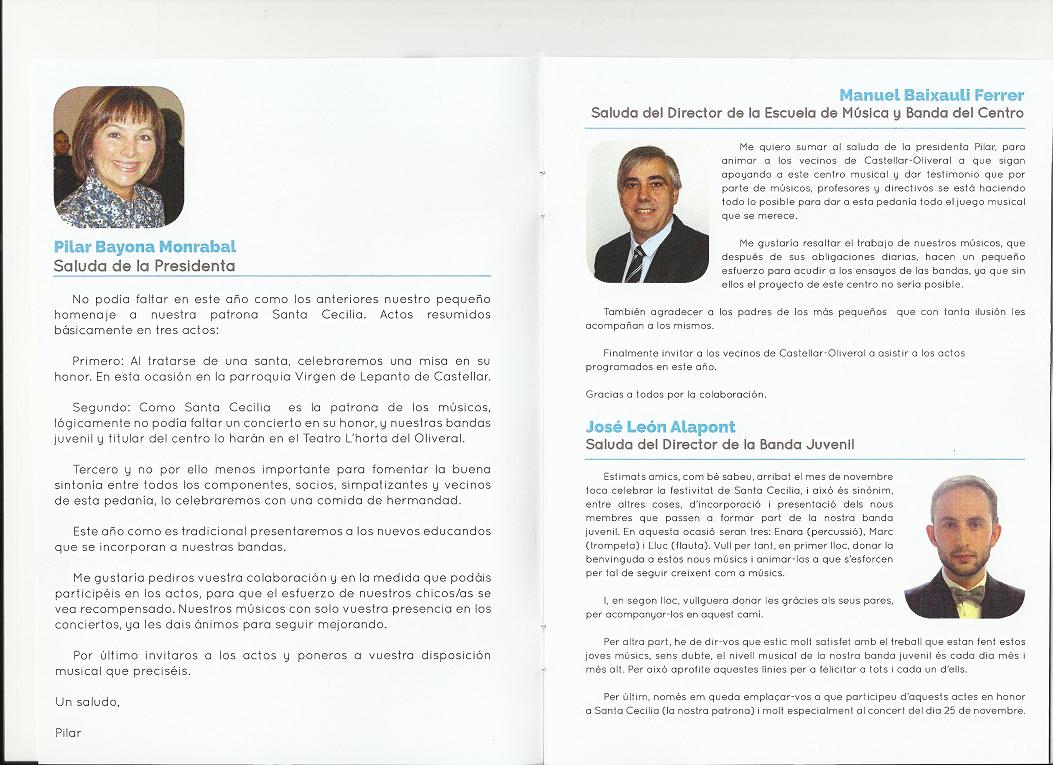 Pilar Bayona Monrabal
Saluda de la Presidenta
No podía faltar en este año como los anteriores nuestro pequeño
homenaje a nuestra patrona Santa Cecilia. Actos resumidos
básicamente en tres actos:
Primero: Al tratarse de una santa, celebraremos una misa en su
honor. En esta ocasión en la parroquia Virgen de Lepanto de Castellar.
Segundo: Como Santa Cecilia es la patrona de los músicos,
lógicamente no podía faltar un concierto en su honor, y nuestras bandas
juvenil y titular del centro lo harán en el Teatro L'horta del Oliveral.
Tercero y no por ello menos importante para fomentar la buena
sintonía entre todos los componentes, socios, simpatizantes y vecinos
de esta pedanía, lo celebraremos con una comida de hermandad.
Este año como es tradicional presentaremos a los nuevos educandos
que se incorporan a nuestras bandas.
Me gustaría pediros vuestra colaboración y en la medida que podáis
participéis en los actos, para que el esfuerzo de nuestros chicos/as se
vea recompensado. Nuestros músicos con solo vuestra presencia en los
conciertos, ya les dais ánimos para seguir mejorando.
Por último invitaros a los actos y poneros a vuestra disposición
musical que preciséis.
Un saludo,
Pilar
Manuel Baixauli Ferrer
Saluda del Director de la Escuela de Música y Banda del Centro
Me quiero sumar al saluda de la presidenta Pilar, para
animar a los vecinos de Castellar-Oliveral a que sigan
apoyando a este centro musical y dar testimonio que por
parte de músicos, profesores y directivos se está haciendo
todo lo posible para dar a esta pedanía todo el juego musical
que se merece.
Me gustaría resaltar el trabajo de nuestros músicos, que
después de sus obligaciones diarias, hacen un pequeño
esfuerzo para acudir a los ensayos de las bandas, ya que sin
ellos el proyecto de este centro no sería posible.
También agradecer a los padres de los más pequeños que con tanta ilusión les
acompañan a los mismos.
Finalmente invitar a los vecinos de Castellar-Oliveral a asistir a los actos
programados en este año.
Gracias a todos por la colaboración.
José León Alapont
Saluda del Director de la Banda Juvenil
Estimats amics, com bé sabeu, arribat el mes de novembre
toca celebrar la festivitat de Santa Cecilia, i això és sinònim,
entre altres coses, d'incorporació i presentació dels nous
membres que passen a formar part de la nostra banda
juvenil. En aquesta ocasió seran tres: Enara (percussió), Marc
(trompeta) i Lluc (flauta). Vull per tant, en primer lloc, donar la
benvinguda a estos nous músics i animar-los a que s'esforcen
per tal de seguir creixent com a músics.
I, en segon lloc, vullguera donar les gràcies als seus pares,
per acompanyar-los en aquest camí.
Per altra part, he de dir-vos que estic molt satisfet amb el treball que estan fent estos
joves músics, sens dubte, el nivell musical de la nostra banda juvenil és cada dia més i
més alt. Per això aprofite aquestes línies per a felicitar a tots i cada un d'ells.
Per últim, només em queda emplaçar-vos a que participeu d'aquests actes en honor
a Santa Cecilia (la nostra patrona) i molt especialment al concert del dia 25 de novembre.